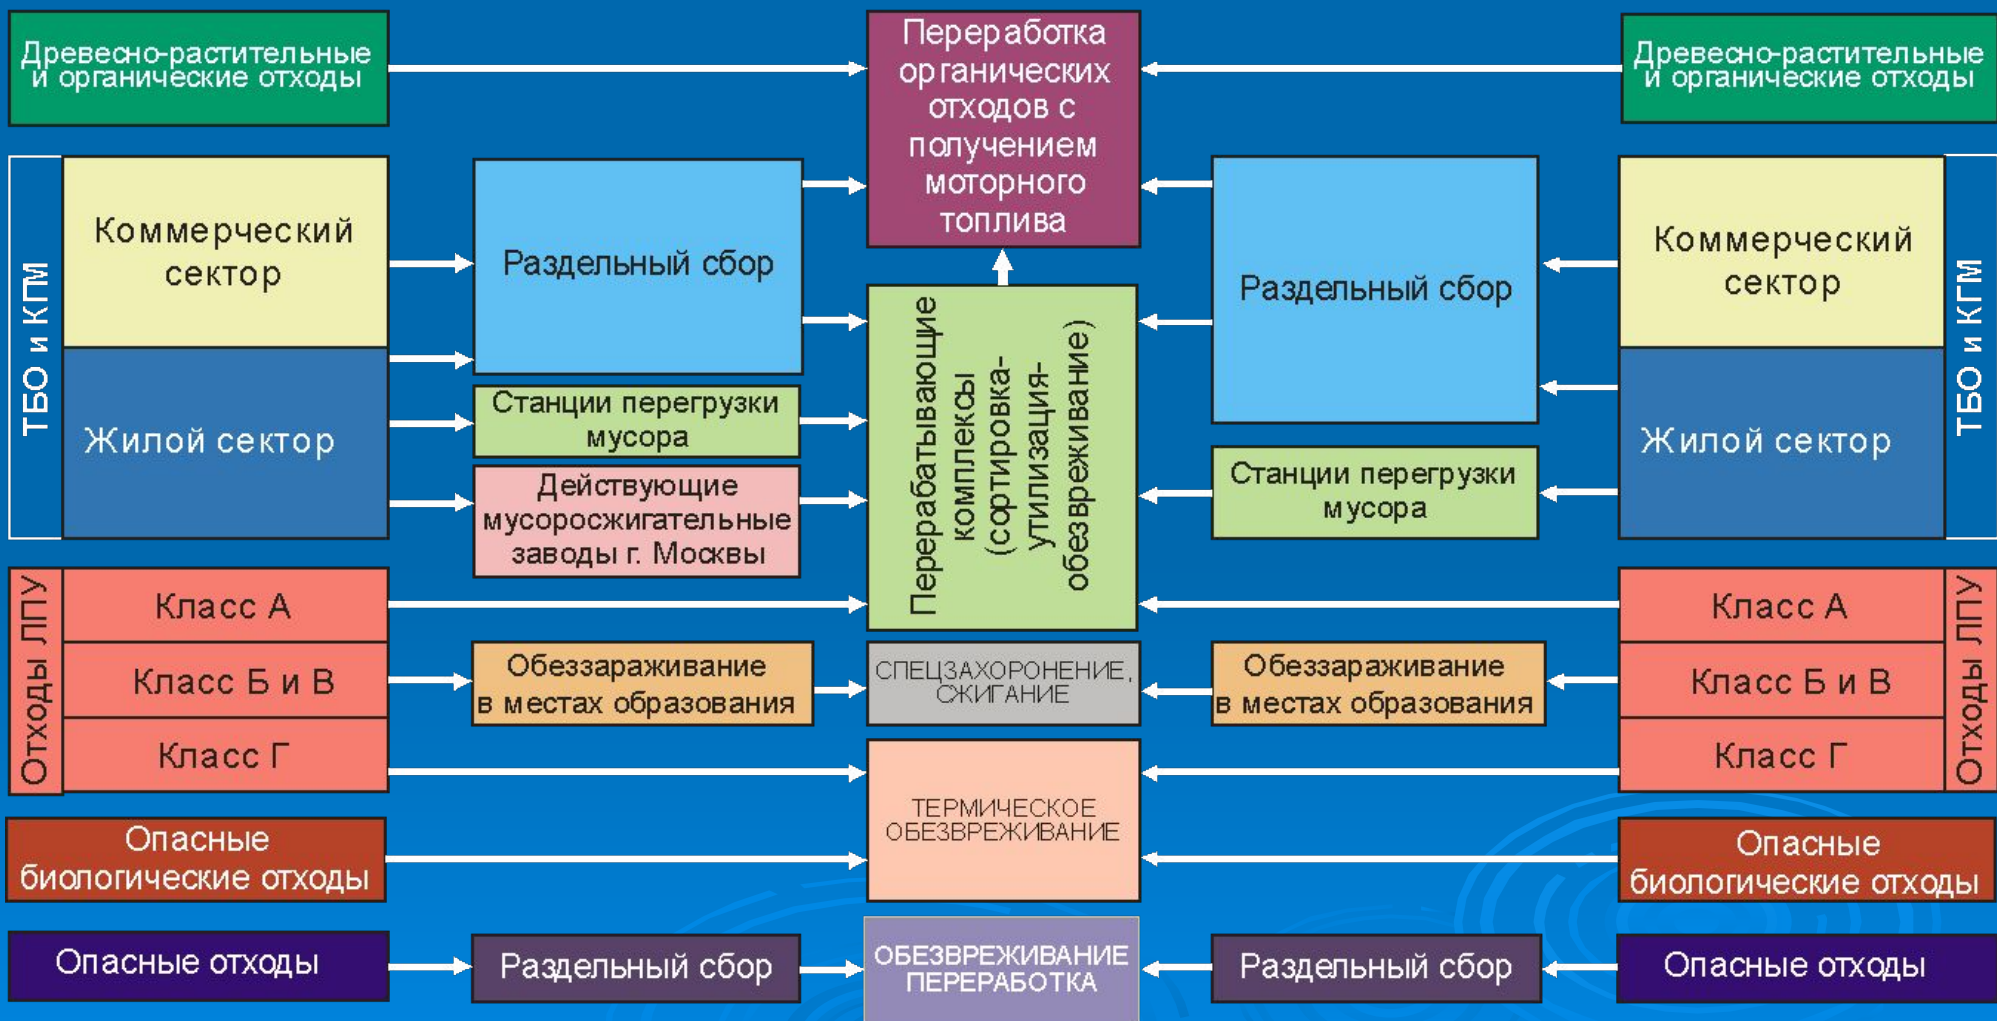 Древесно-растительные
и органические отходы
Переработка
органических
отходов с
получением
моторного
топлива
Древесно-растительные
и органические отходы
ТБО и КГМ
Коммерческий
сектор
Жилой сектор
Раздельный сбор
Станции перегрузки
мусора
Действующие
мусоросжигательные
заводы г. Москвы
Перерабатывающие
комплексы
(сортировка-
утилизация-
обезвреживание)
Раздельный сбор
Станции перегрузки
мусора
Коммерческий
сектор
Жилой сектор
ТБО и КГМ
Отходы ЛПУ
Класс А
Класс Б и В
Класс Г
Обеззараживание
в местах образования
СПЕЦЗАХОРОНЕНИЕ,
СЖИГАНИЕ
Обеззараживание
в местах образования
Класс А
Класс Б и В
Класс Г
Отходы ЛПУ
ТЕРМИЧЕСКОЕ
ОБЕЗВРЕЖИВАНИЕ
Опасные
биологические отходы
Опасные
биологические отходы
Опасные отходы
Раздельный сбор
ОБЕЗВРЕЖИВАНИЕ
ПЕРЕРАБОТКА
Раздельный сбор
Опасные отходы